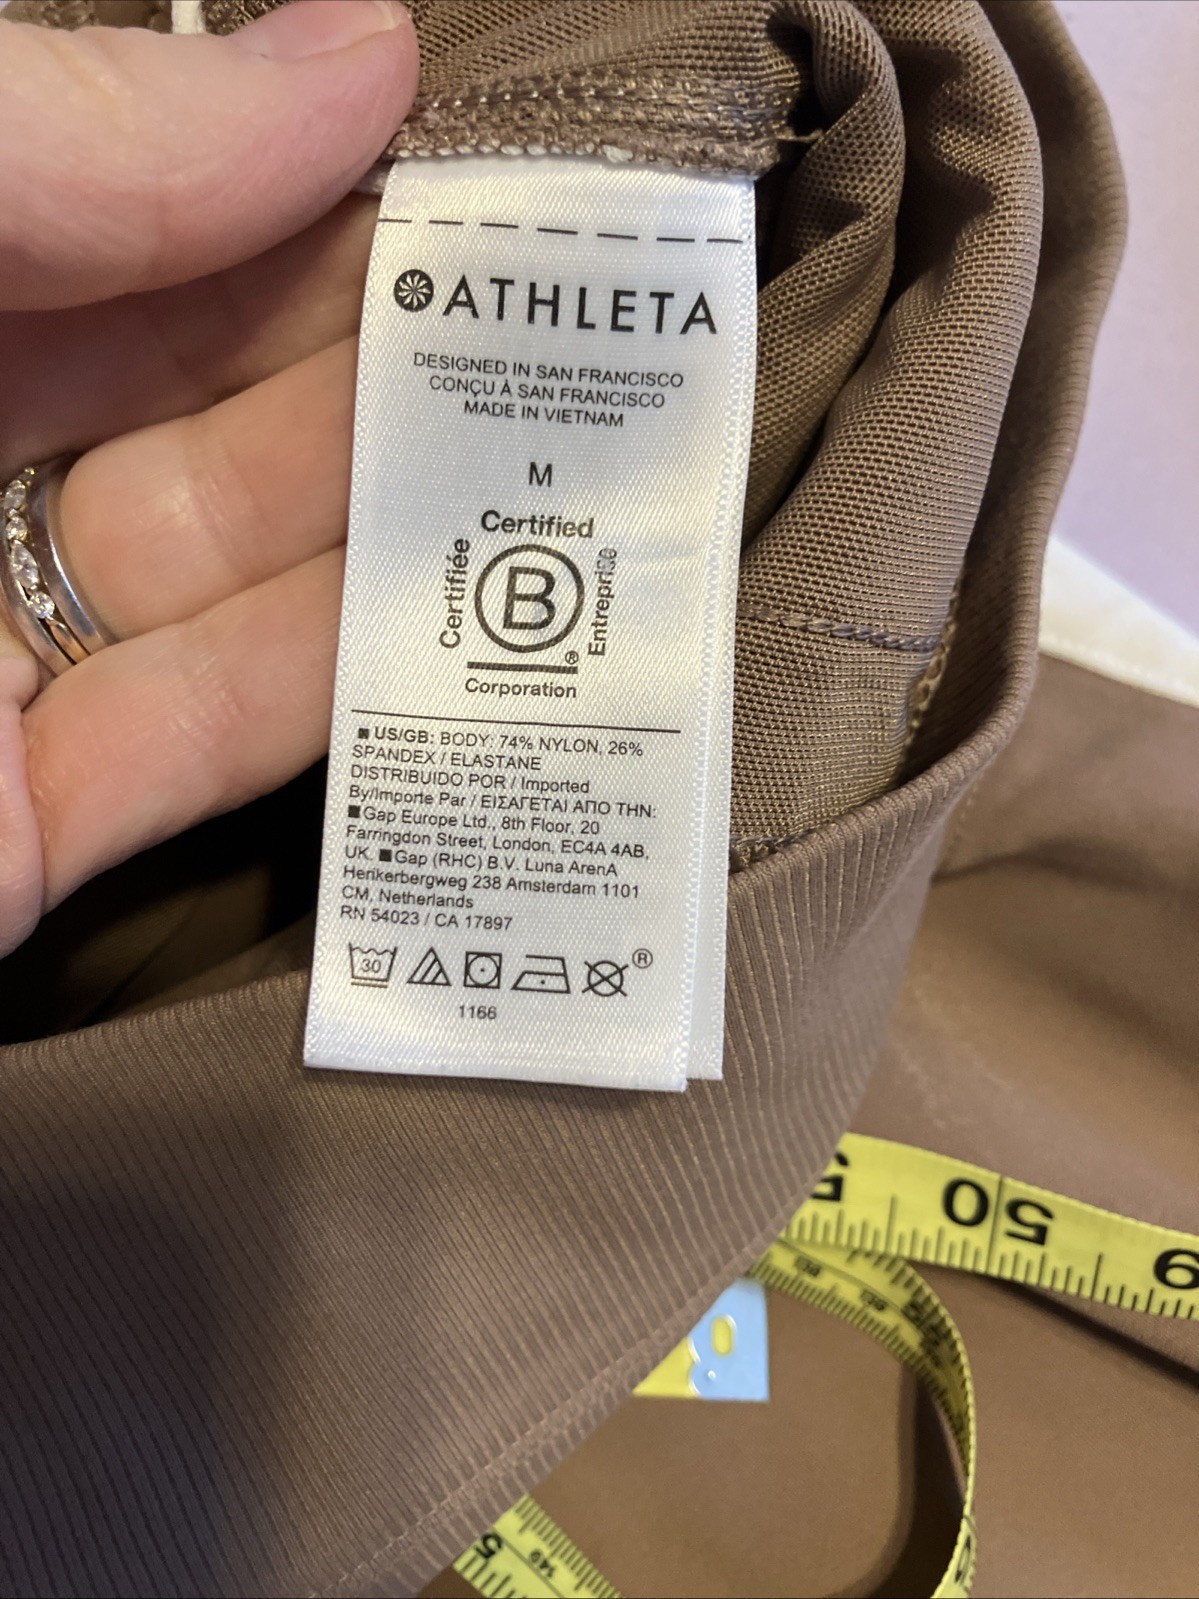 ATHLETA
DESIGNED IN SAN FRANCISCO
CONÇU À SAN FRANCISCO
MADE IN VIETNAM
M
Certified
Certifiée
B
Entreprise
®
Corporation
US/GB: BODY: 74% NYLON, 26%
SPANDEX / ELASTANE
DISTRIBUIDO POR / Imported
By/Importe Par / ΕΙΣΑΓΕΤΑΙ ΑΠΟ ΤΗΝ:
Gap Europe Ltd., 8th Floor, 20
Farringdon Street, London, EC4A 4AB,
UK. Gap (RHC) B.V. Luna ArenA
Herikerbergweg 238 Amsterdam 1101
CM, Netherlands
RN 54023 / CA 17897
30
®
1166
50
5
149
5